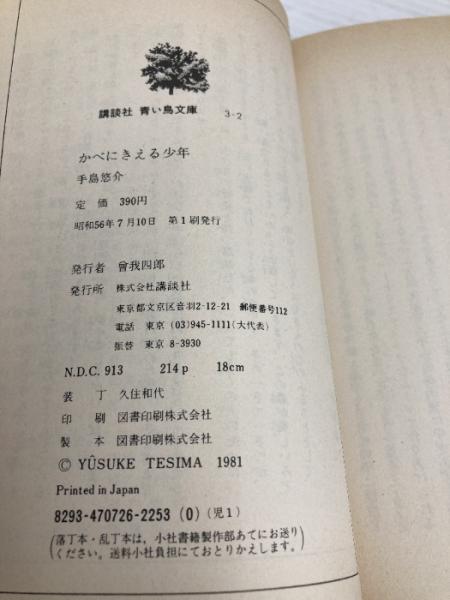 講談社 青い鳥文庫 3-2
かべにきえる少年
手島悠介
定 価 390円
昭和56年7月10日 第1刷発行
発行者 曾我四郎
発行所 株式会社講談社
東京都文京区音羽2-12-21 郵便番号112
電話 東京 (03)945-1111(大代表)
振替 東京 8-3930
N.D.C. 913 214p 18cm
装 丁 久住和代
印 刷 図書印刷株式会社
製 本 図書印刷株式会社
© YÛSUKE TESIMA 1981
Printed in Japan
8293-470726-2253 (0) (児1)
(落丁本・乱丁本は,小社書籍製作部あてにお送り
ください。送料小社負担にておとりかえします。)